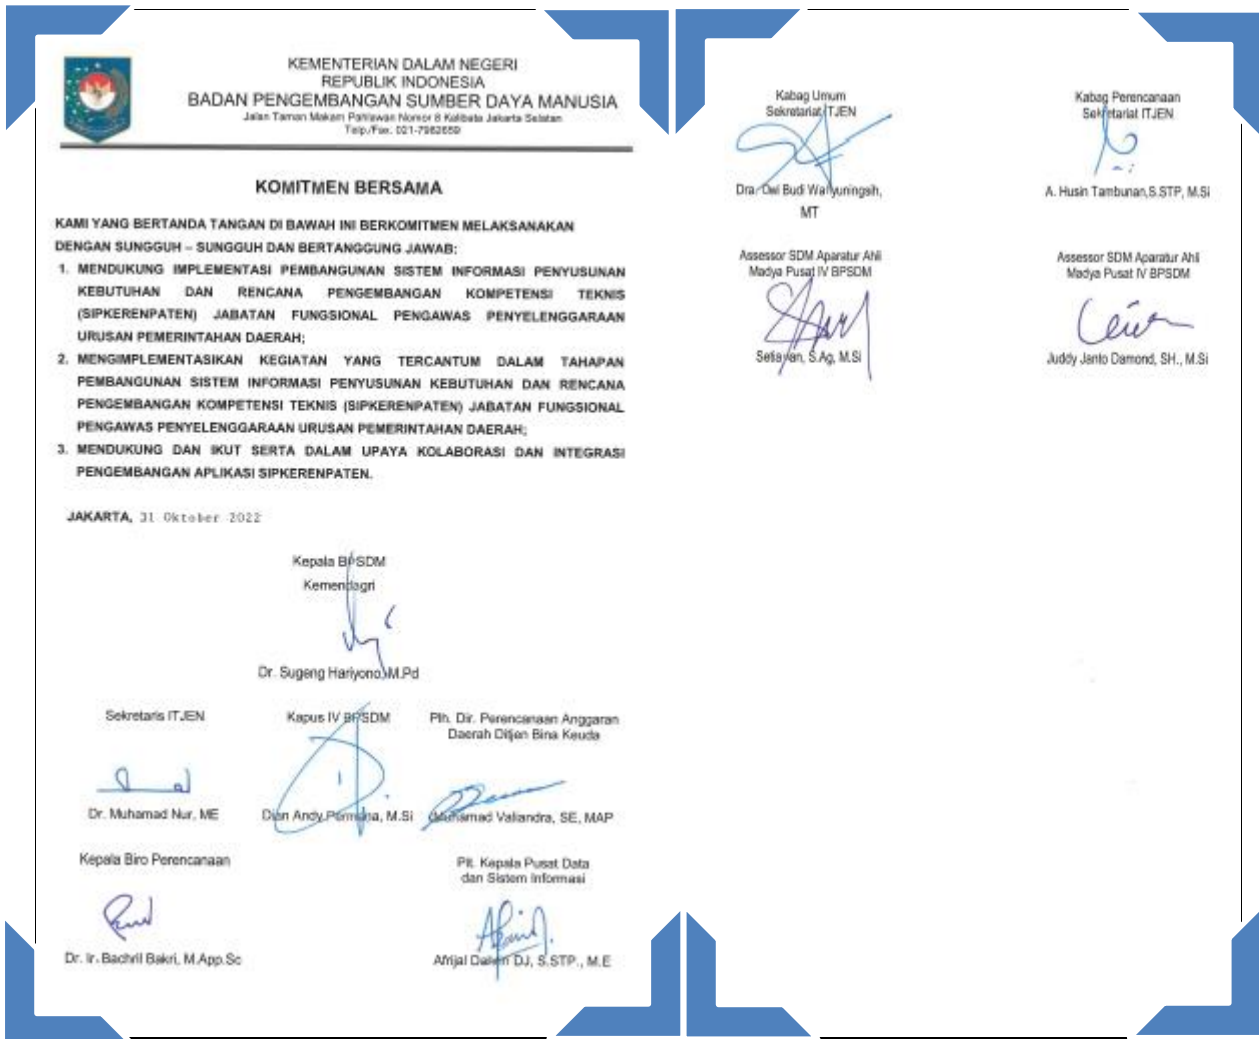 KEMENTERIAN DALAM NEGERI
REPUBLIK INDONESIA
BADAN PENGEMBANGAN SUMBER DAYA MANUSIA
Jalan Taman Makam Pahlawan Nomor 8 Kalibata Jakarta Selatan
Telp./Fax. 021-7982659
KOMITMEN BERSAMA
KAMI YANG BERTANDA TANGAN DI BAWAH INI BERKOMITMEN MELAKSANAKAN
DENGAN SUNGGUH – SUNGGUH DAN BERTANGGUNG JAWAB:
1. MENDUKUNG IMPLEMENTASI PEMBANGUNAN SISTEM INFORMASI PENYUSUNAN
KEBUTUHAN DAN RENCANA PENGEMBANGAN KOMPETENSI TEKNIS
(SIPKERENPATEN) JABATAN FUNGSIONAL PENGAWAS PENYELENGGARAAN
URUSAN PEMERINTAHAN DAERAH;
2. MENGIMPLEMENTASIKAN KEGIATAN YANG TERCANTUM DALAM TAHAPAN
PEMBANGUNAN SISTEM INFORMASI PENYUSUNAN KEBUTUHAN DAN RENCANA
PENGEMBANGAN KOMPETENSI TEKNIS (SIPKERENPATEN) JABATAN FUNGSIONAL
PENGAWAS PENYELENGGARAAN URUSAN PEMERINTAHAN DAERAH;
3. MENDUKUNG DAN IKUT SERTA DALAM UPAYA KOLABORASI DAN INTEGRASI
PENGEMBANGAN APLIKASI SIPKERENPATEN.
JAKARTA, 31 Oktober 2022
Kepala BPSDM
Kemendagri
Dr. Sugeng Hariyono, M.Pd
Sekretaris ITJEN
Dr. Muhamad Nur, ME
Kapus IV BPSDM
Dian Andy Permana, M.Si
Plh. Dir. Perencanaan Anggaran
Daerah Ditjen Bina Keuda
Muhamad Valiandra, SE, MAP
Kepala Biro Perencanaan
Dr. Ir. Bachril Bakri, M.App.Sc
Plt. Kepala Pusat Data
dan Sistem Informasi
Afrijal DJ, S.STP., M.E
Kabag Umum
Sekretariat ITJEN
Dra. Dwi Budi Wahyuningsih,
MT
Kabag Perencanaan
Sekretariat ITJEN
A. Husin Tambunan,S.STP, M.Si
Assessor SDM Aparatur Ahli
Madya Pusat IV BPSDM
Setiawan, S.Ag, M.Si
Assessor SDM Aparatur Ahli
Madya Pusat IV BPSDM
Juddy Janto Damond, SH., M.Si